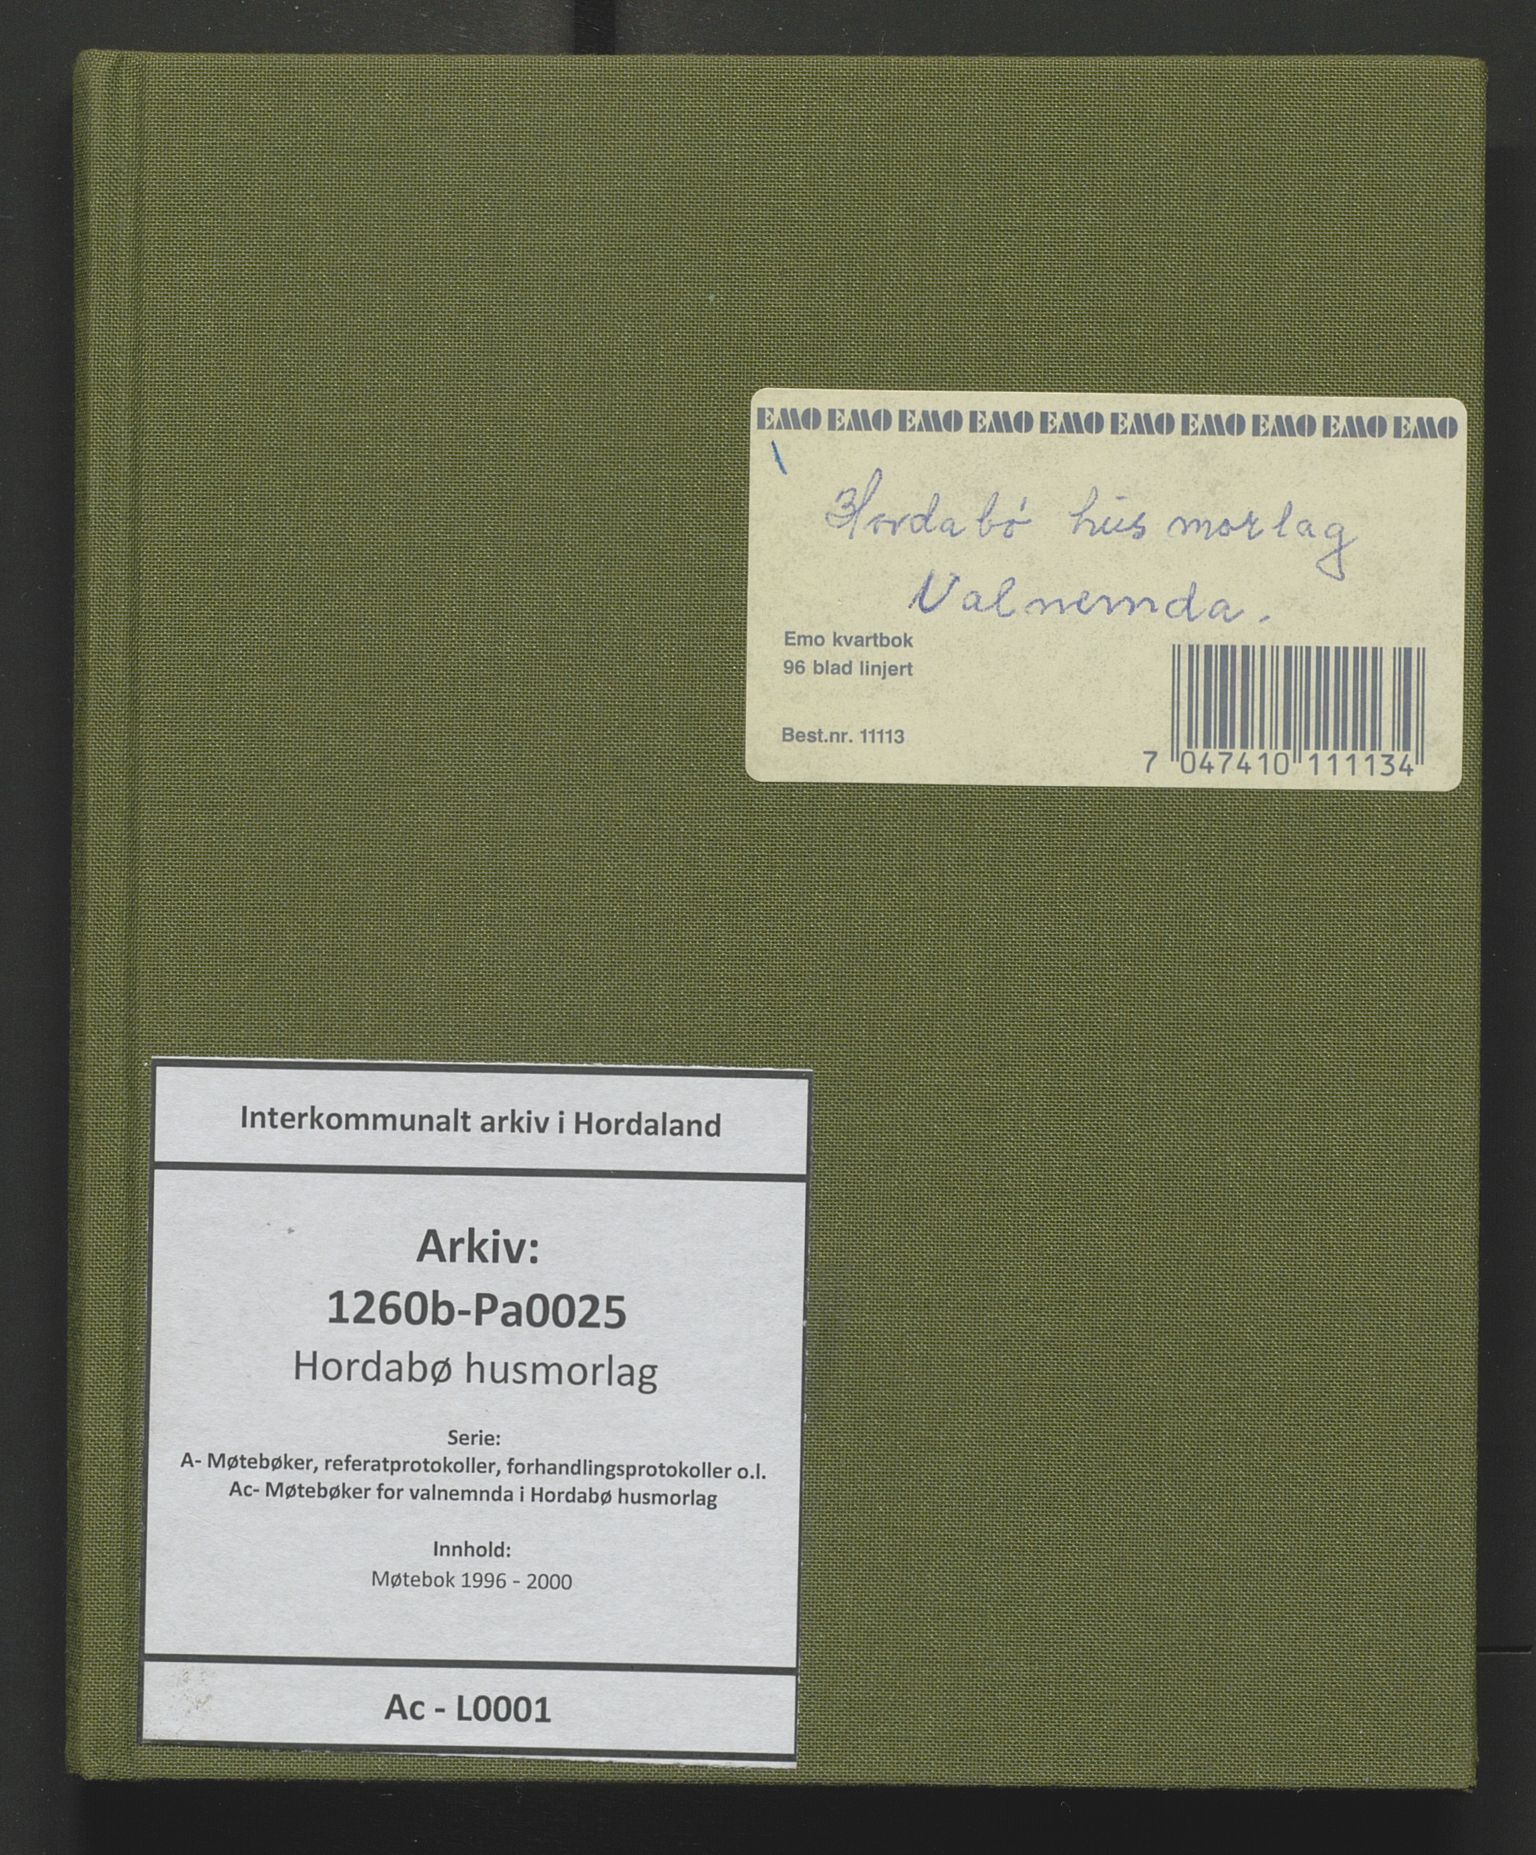 EMO EMO EMO EMO EMO EMO EMO EMO EMO EMO
Hordabø hús morlag
Valnemnda.
Emo kvartbok
96 blad linjert
Best.nr. 11113
7 047410 111134
Interkommunalt arkiv i Hordaland
Arkiv:
1260b-Pa0025
Hordabø husmorlag
Serie:
A- Møtebøker, referatprotokoller, forhandlingsprotokoller o.l.
Ac- Møtebøker for valnemnda i Hordabø husmorlag
Innhold:
Møtebok 1996 - 2000
Ac - L0001